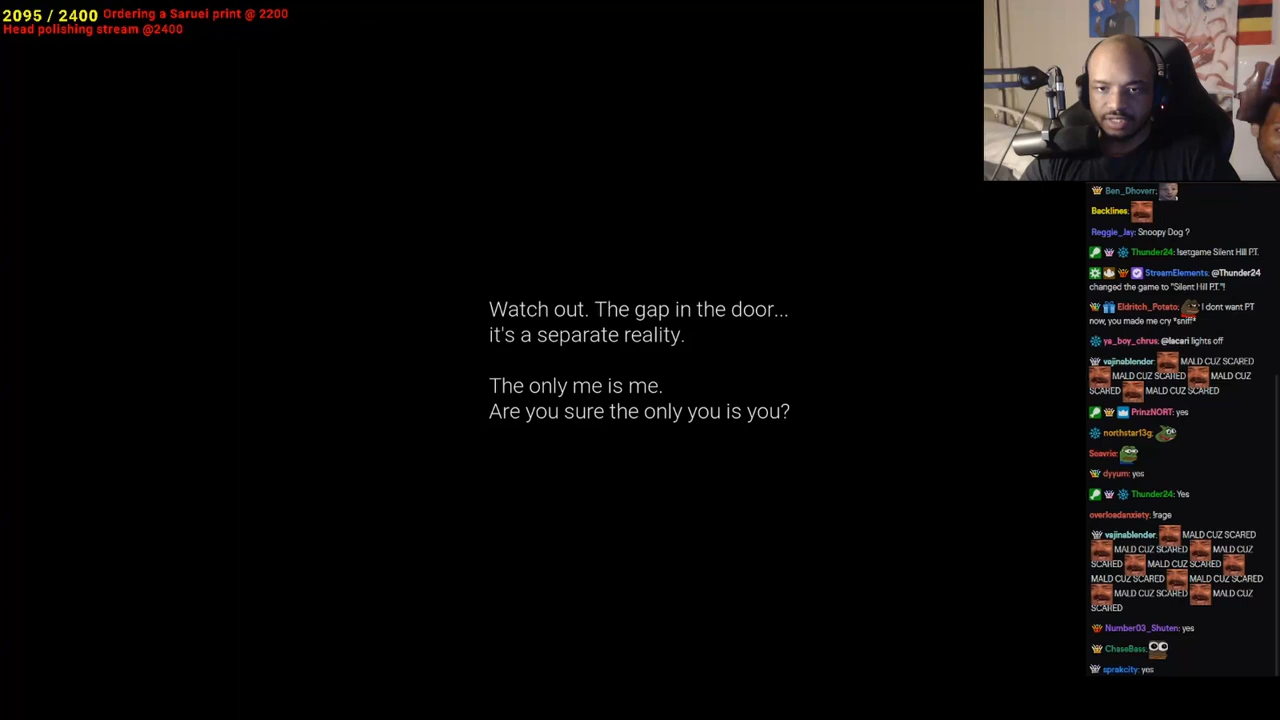 2095 / 2400 Ordering a Saruei print @ 2200
Head polishing stream @2400
Watch out. The gap in the door...
it's a separate reality.
The only me is me.
Are you sure the only you is you?
Ben_Dhoverr:
Backlines:
Reggie_Jay: Snoopy Dog ?
Thunder24: !setgame Silent Hill P.T.
StreamElements: @Thunder24
changed the game to "Silent Hill P.T."!
Eldritch_Potato: I dont want PT
now, you made me cry *sniff*
ya_boy_chrus: @lacari lights off
vajinablender: MALD CUZ SCARED
MALD CUZ SCARED MALD CUZ
SCARED MALD CUZ SCARED
PrinzNORT: yes
northstar13g:
Seavrie:
dyyum: yes
Thunder24: Yes
overloadanxiety: !rage
vajinablender: MALD CUZ SCARED
MALD CUZ SCARED MALD CUZ
SCARED MALD CUZ SCARED
MALD CUZ SCARED MALD CUZ SCARED
MALD CUZ SCARED MALD CUZ
SCARED
Number03_Shuten: yes
ChaseBass:
sprakcity: yes